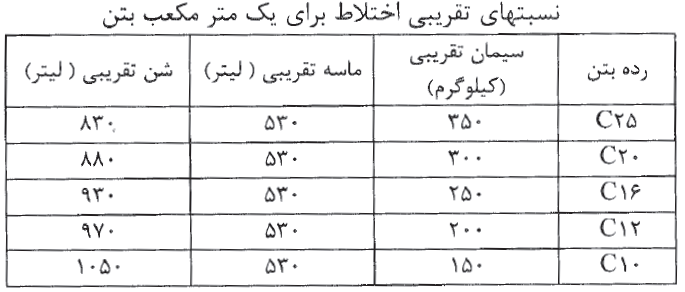 نسبتهای تقریبی اختلاط برای یک متر مکعب بتن
رده بتن | سیمان تقریبی (کیلوگرم) | ماسه تقریبی ( لیتر) | شن تقریبی ( لیتر)
C۲۵ | ۳۵۰ | ۵۳۰ | ۸۳۰
C۲۰ | ۳۰۰ | ۵۳۰ | ۸۸۰
C۱۶ | ۲۵۰ | ۵۳۰ | ۹۳۰
C۱۲ | ۲۰۰ | ۵۳۰ | ۹۷۰
C۱۰ | ۱۵۰ | ۵۳۰ | ۱۰۵۰